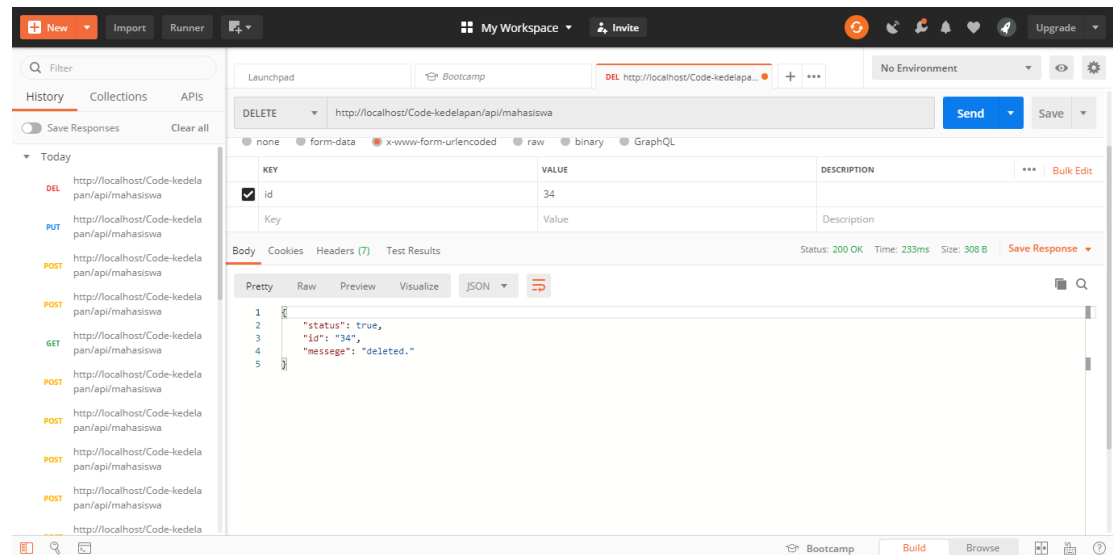 New Import Runner My Workspace Invite Upgrade
Filter
History Collections APIs
Save Responses Clear all
Today
DEL http://localhost/Code-kedela
pan/api/mahasiswa
PUT http://localhost/Code-kedela
pan/api/mahasiswa
POST http://localhost/Code-kedela
pan/api/mahasiswa
POST http://localhost/Code-kedela
pan/api/mahasiswa
GET http://localhost/Code-kedela
pan/api/mahasiswa
POST http://localhost/Code-kedela
pan/api/mahasiswa
POST http://localhost/Code-kedela
pan/api/mahasiswa
POST http://localhost/Code-kedela
pan/api/mahasiswa
POST http://localhost/Code-kedela
pan/api/mahasiswa
http://localhost/Code-kedela
Launchpad Bootcamp DEL http://localhost/Code-kedelapa... No Environment
DELETE http://localhost/Code-kedelapan/api/mahasiswa Send Save
none form-data x-www-form-urlencoded raw binary GraphQL
KEY VALUE DESCRIPTION Bulk Edit
id 34
Key Value Description
Body Cookies Headers (7) Test Results Status: 200 OK Time: 233ms Size: 308 B Save Response
Pretty Raw Preview Visualize JSON
1 {
2 "status": true,
3 "id": "34",
4 "messege": "deleted."
5 }
Bootcamp Build Browse